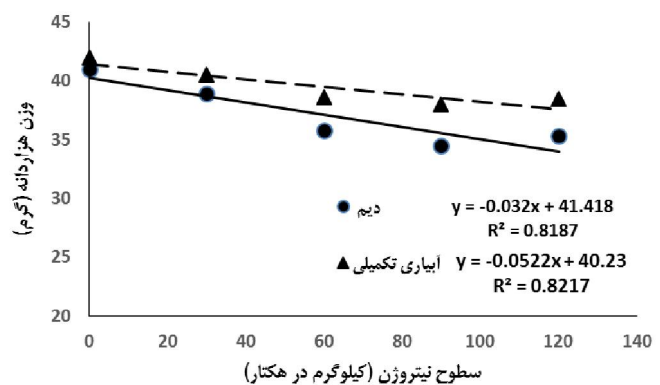 45
40
35
30
25
20
0
20
40
60
80
100
120
140
وزن هزاردانه (گرم)
سطوح نیتروژن (کیلوگرم در هکتار)
دیم
y = -0.032x + 41.418
R² = 0.8187
آبیاری تکمیلی
y = -0.0522x + 40.23
R² = 0.8217